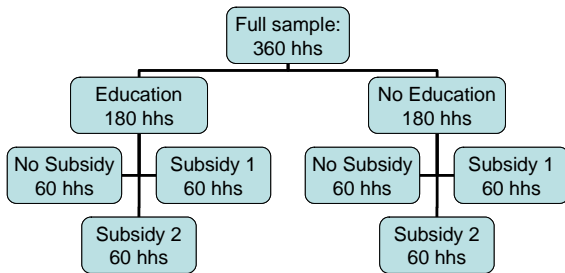 Full sample:
360 hhs
Education
180 hhs
No Education
180 hhs
No Subsidy
60 hhs
Subsidy 1
60 hhs
No Subsidy
60 hhs
Subsidy 1
60 hhs
Subsidy 2
60 hhs
Subsidy 2
60 hhs